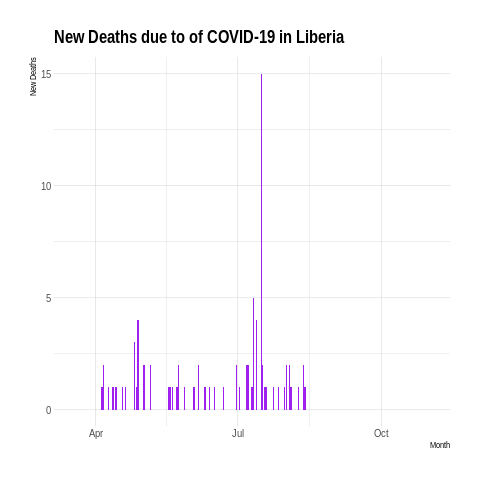 New Deaths due to of COVID-19 in Liberia
New Deaths
15
10
5
0
Apr
Jul
Oct
Month